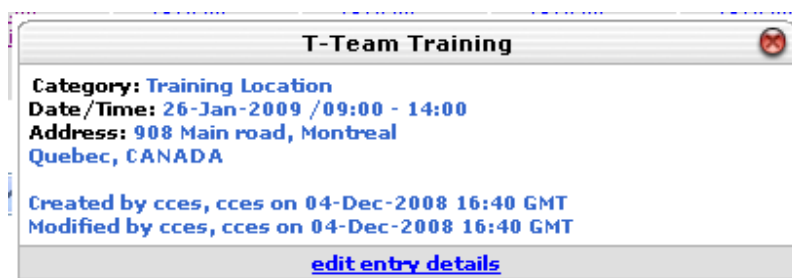 T-Team Training
Category: Training Location
Date/Time: 26-Jan-2009 /09:00 - 14:00
Address: 908 Main road, Montreal
Quebec, CANADA
Created by cces, cces on 04-Dec-2008 16:40 GMT
Modified by cces, cces on 04-Dec-2008 16:40 GMT
edit entry details